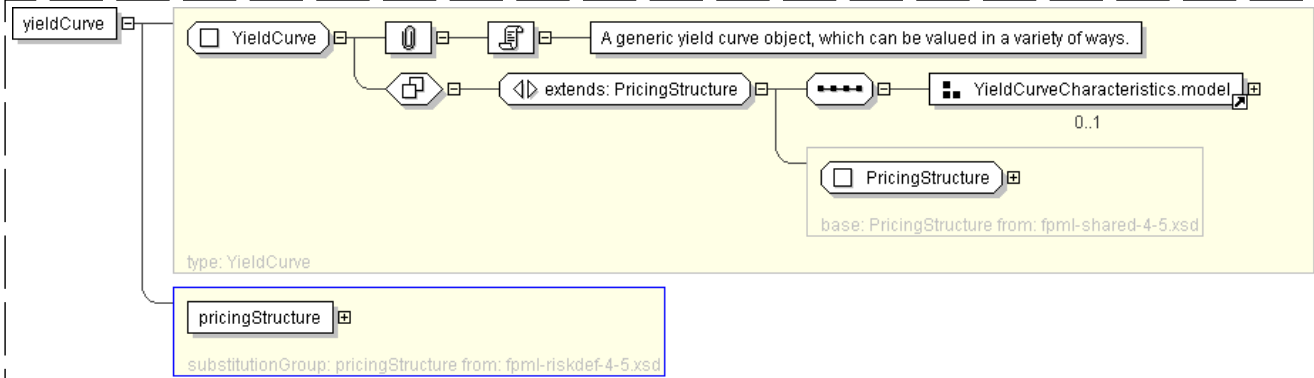 yieldCurve
YieldCurve
A generic yield curve object, which can be valued in a variety of ways.
extends: PricingStructure
YieldCurveCharacteristics.model
0..1
PricingStructure
base: PricingStructure from: fpml-shared-4-5.xsd
type: YieldCurve
pricingStructure
substitutionGroup: pricingStructure from: fpml-riskdef-4-5.xsd